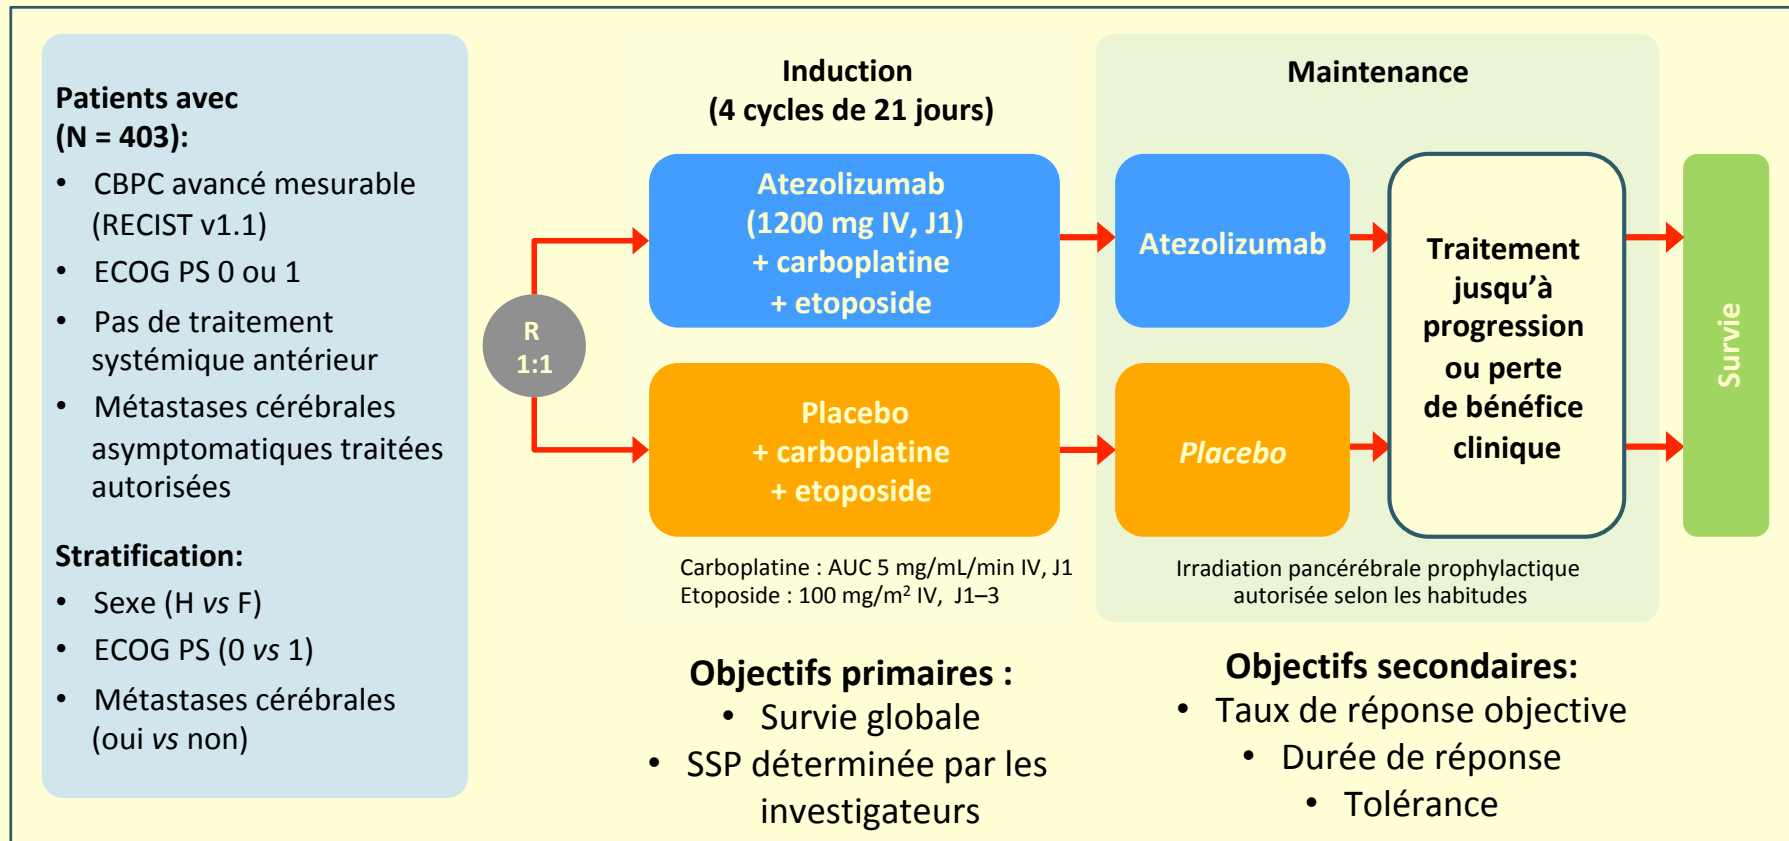 Patients avec
(N = 403):
• CBPC avancé mesurable
(RECIST v1.1)
• ECOG PS 0 ou 1
• Pas de traitement
systémique antérieur
• Métastases cérébrales
asymptomatiques traitées
autorisées
Stratification:
• Sexe (H vs F)
• ECOG PS (0 vs 1)
• Métastases cérébrales
(oui vs non)
R
1:1
Induction
(4 cycles de 21 jours)
Atezolizumab
(1200 mg IV, J1)
+ carboplatine
+ etoposide
Placebo
+ carboplatine
+ etoposide
Carboplatine : AUC 5 mg/mL/min IV, J1
Etoposide : 100 mg/m² IV, J1–3
Maintenance
Atezolizumab
Placebo
Traitement
jusqu’à
progression
ou perte
de bénéfice
clinique
Irradiation pancérébrale prophylactique
autorisée selon les habitudes
Survie
Objectifs primaires :
• Survie globale
• SSP déterminée par les
investigateurs
Objectifs secondaires:
• Taux de réponse objective
• Durée de réponse
• Tolérance